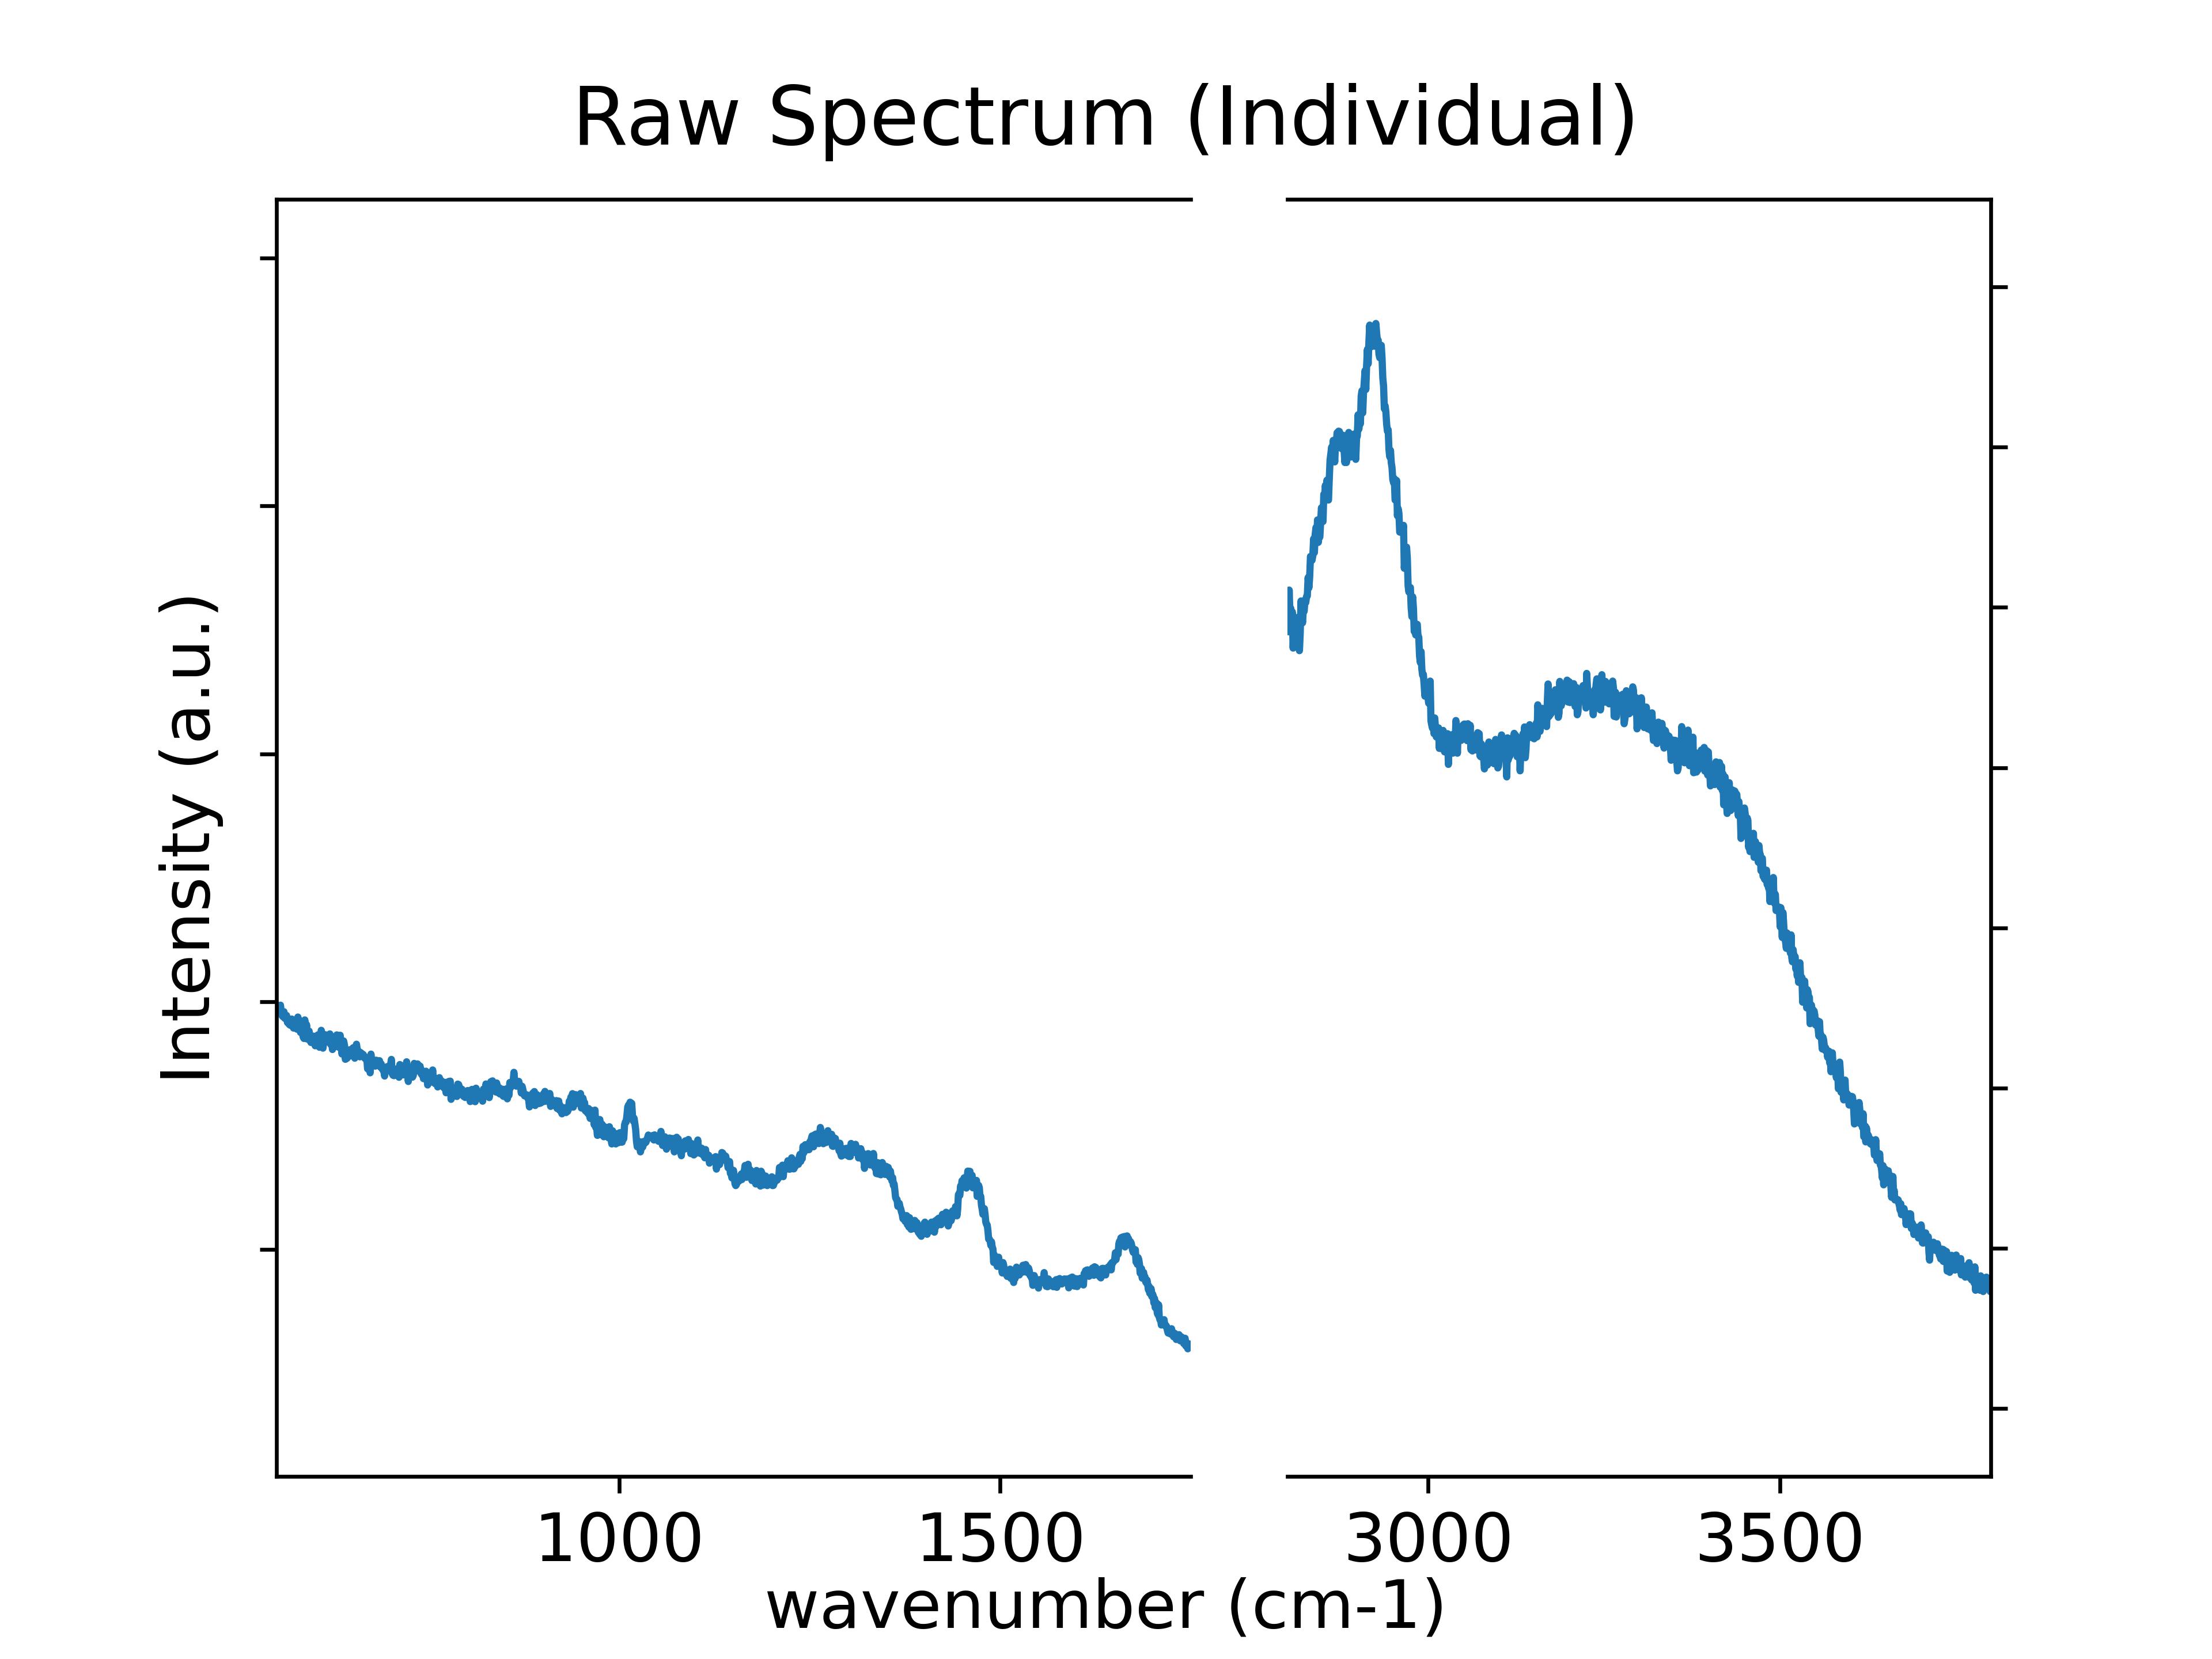 Raw Spectrum (Individual)
Intensity (a.u.)
1000 1500 3000 3500
wavenumber (cm-1)